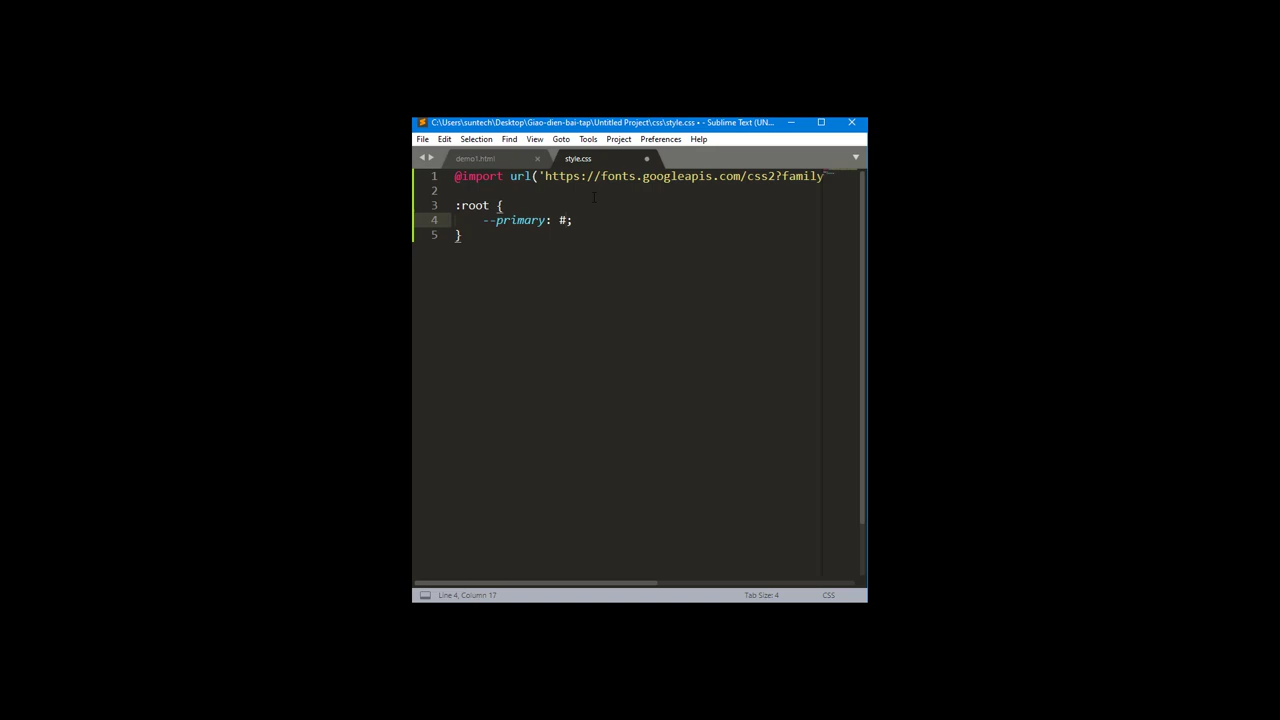 C:\Users\suntech\Desktop\Giao-dien-bai-tap\Untitled Project\css\style.css • - Sublime Text (UN...
File Edit Selection Find View Goto Tools Project Preferences Help
demo1.html style.css
1 @import url('https://fonts.googleapis.com/css2?family
2
3 :root {
4 --primary: #;
5 }
Line 4, Column 17 Tab Size: 4 CSS